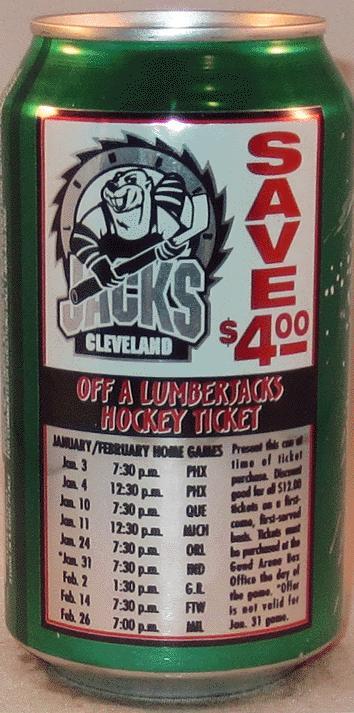 SAVE
$4.00
JACKS
CLEVELAND
OFF A LUMBERJACKS
HOCKEY TICKET
JANUARY/FEBRUARY HOME GAMES
Jan. 3 7:30 p.m. PHX
Jan. 4 12:30 p.m. PHX
Jan. 10 7:30 p.m. QUE
Jan. 11 12:30 p.m. MICH
Jan. 24 7:30 p.m. ORL
*Jan. 31 7:30 p.m. IND
Feb. 2 1:30 p.m. G.R.
Feb. 14 7:30 p.m. FTW
Feb. 26 7:00 p.m. MIL
Present this can at
time of ticket
purchase. Discount
good for all $12.00
tickets on a first-
come, first-served
basis. Tickets must
be purchased at the
Gund Arena Box
Office the day of
the game. *Offer
is not valid for
Jan. 31 game.